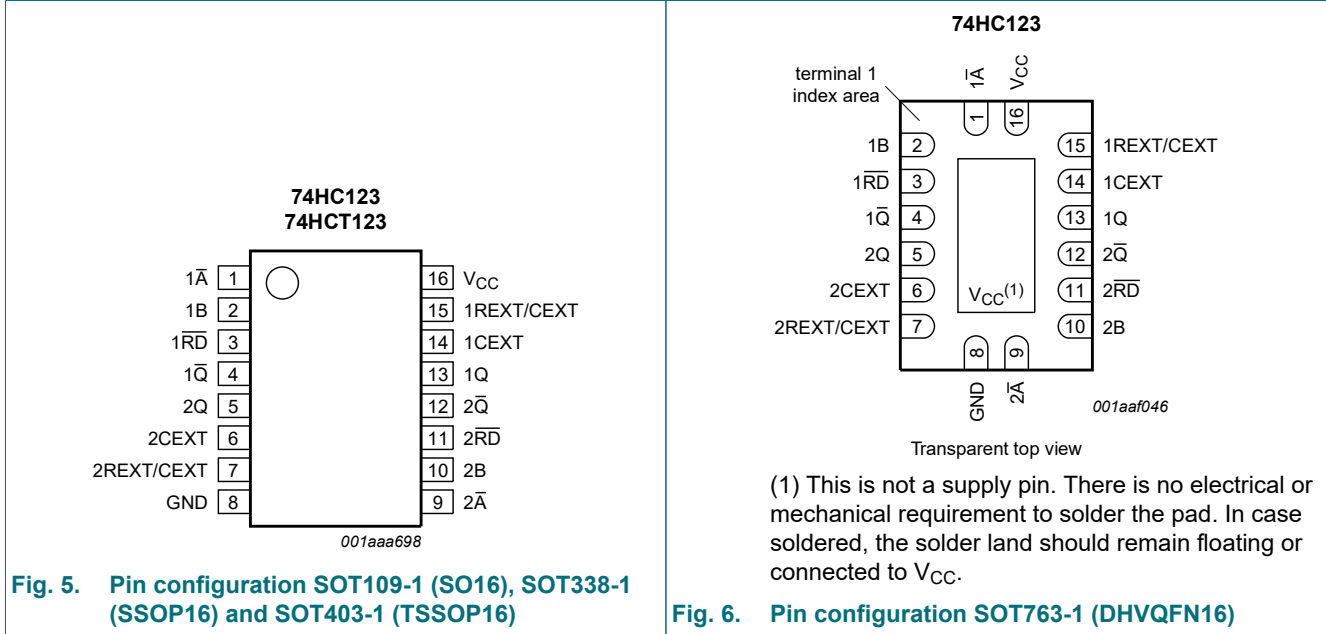 74HC123
74HCT123
1A̅ 1
16 VCC
1B 2
15 1REXT/CEXT
1R̅D̅ 3
14 1CEXT
1Q̅ 4
13 1Q
2Q 5
12 2Q̅
2CEXT 6
11 2R̅D̅
2REXT/CEXT 7
10 2B
GND 8
9 2A̅
001aaa698
Fig. 5. Pin configuration SOT109-1 (SO16), SOT338-1
(SSOP16) and SOT403-1 (TSSOP16)
74HC123
terminal 1
index area
1A̅
VCC
1
16
1B 2
15 1REXT/CEXT
1R̅D̅ 3
14 1CEXT
1Q̅ 4
13 1Q
2Q 5
12 2Q̅
2CEXT 6
VCC(1)
11 2R̅D̅
2REXT/CEXT 7
10 2B
8
9
GND
2A̅
001aaf046
Transparent top view
(1) This is not a supply pin. There is no electrical or
mechanical requirement to solder the pad. In case
soldered, the solder land should remain floating or
connected to VCC.
Fig. 6. Pin configuration SOT763-1 (DHVQFN16)